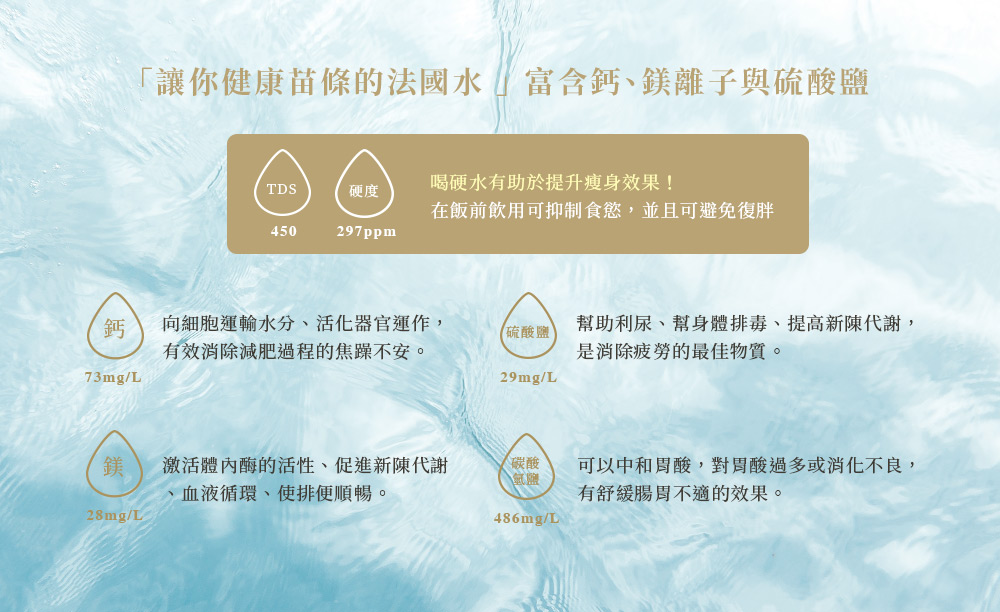 「讓你健康苗條的法國水 」富含鈣、鎂離子與硫酸鹽
TDS
450
硬度
297ppm
喝硬水有助於提升瘦身效果！
在飯前飲用可抑制食慾，並且可避免復胖
鈣
73mg/L
向細胞運輸水分、活化器官運作，
有效消除減肥過程的焦躁不安。
硫酸鹽
29mg/L
幫助利尿、幫身體排毒、提高新陳代謝，
是消除疲勞的最佳物質。
鎂
28mg/L
激活體內酶的活性、促進新陳代謝
、血液循環、使排便順暢。
碳酸
氫鹽
486mg/L
可以中和胃酸，對胃酸過多或消化不良，
有舒緩腸胃不適的效果。